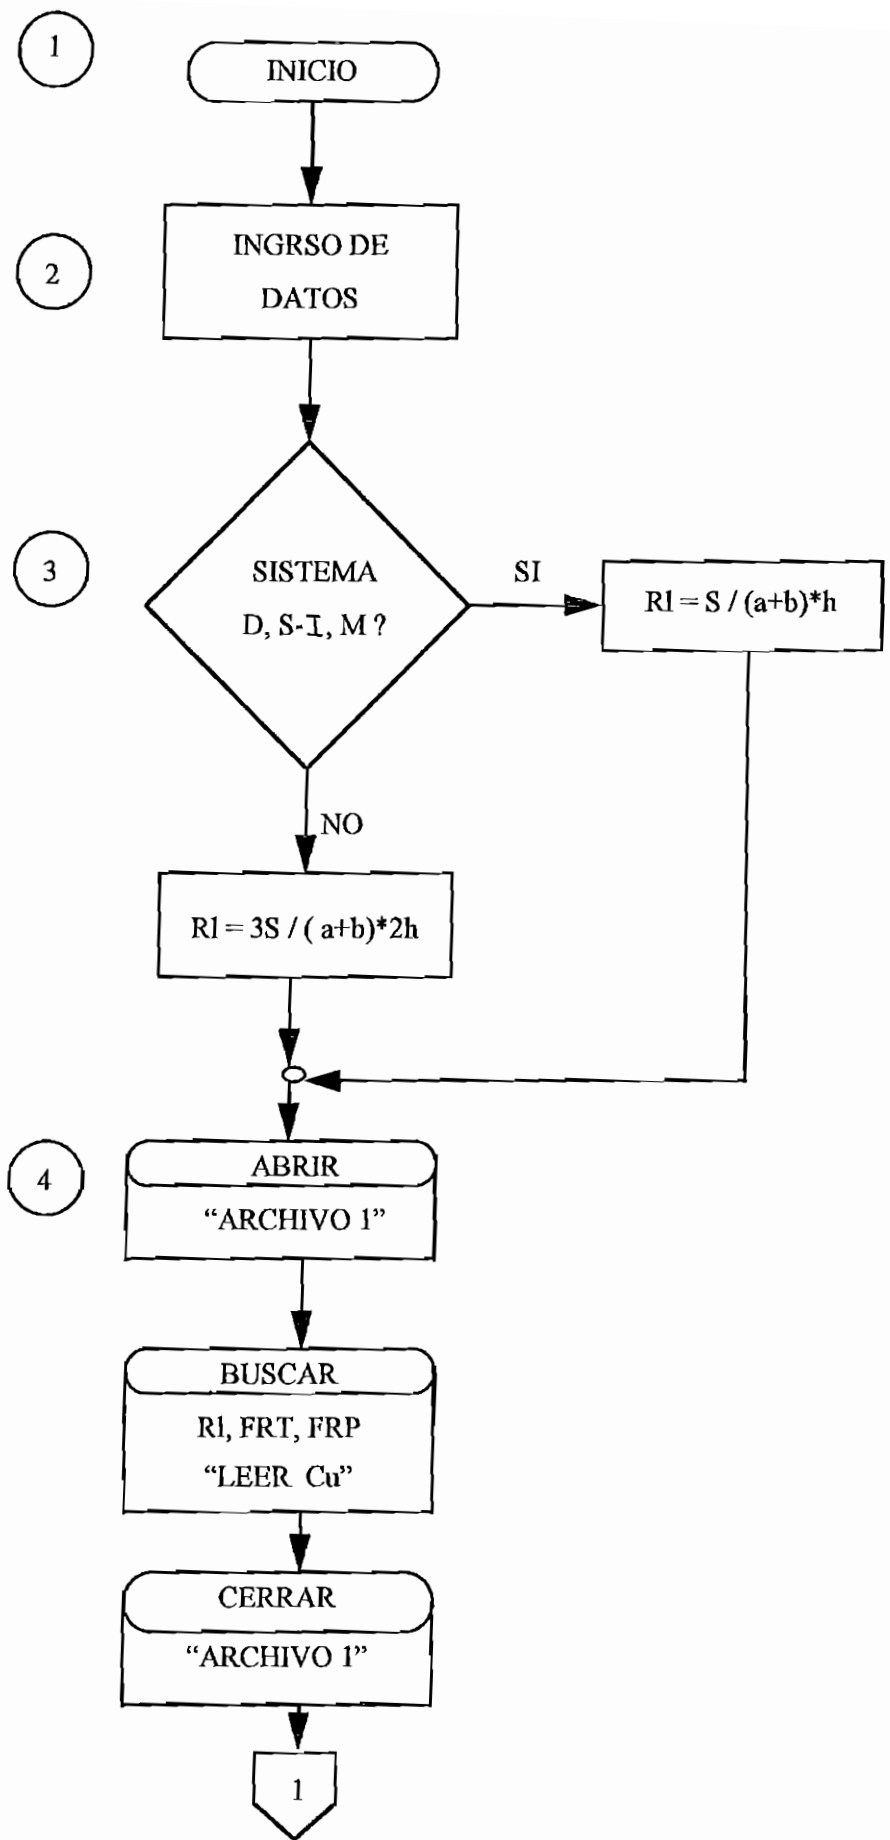 1
INICIO
2
INGRSO DE
DATOS
3
SISTEMA
D, S-I, M ?
SI
Rl = S / (a+b)*h
NO
Rl = 3S / ( a+b)*2h
4
ABRIR
“ARCHIVO 1”
BUSCAR
Rl, FRT, FRP
“LEER Cu”
CERRAR
“ARCHIVO 1”
1